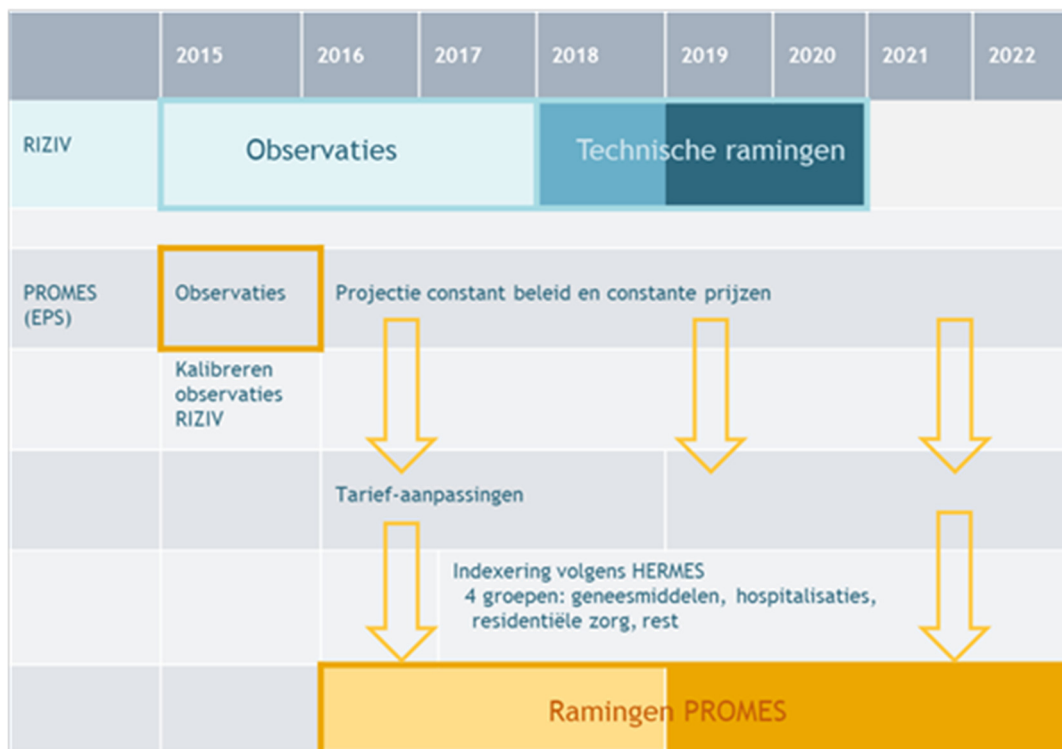 2015 2016 2017 2018 2019 2020 2021 2022
RIZIV
Observaties
Technische ramingen
PROMES
(EPS)
Observaties
Projectie constant beleid en constante prijzen
Kalibreren
observaties
RIZIV
Tarief-aanpassingen
Indexering volgens HERMES
4 groepen: geneesmiddelen, hospitalisaties,
residentiële zorg, rest
Ramingen PROMES